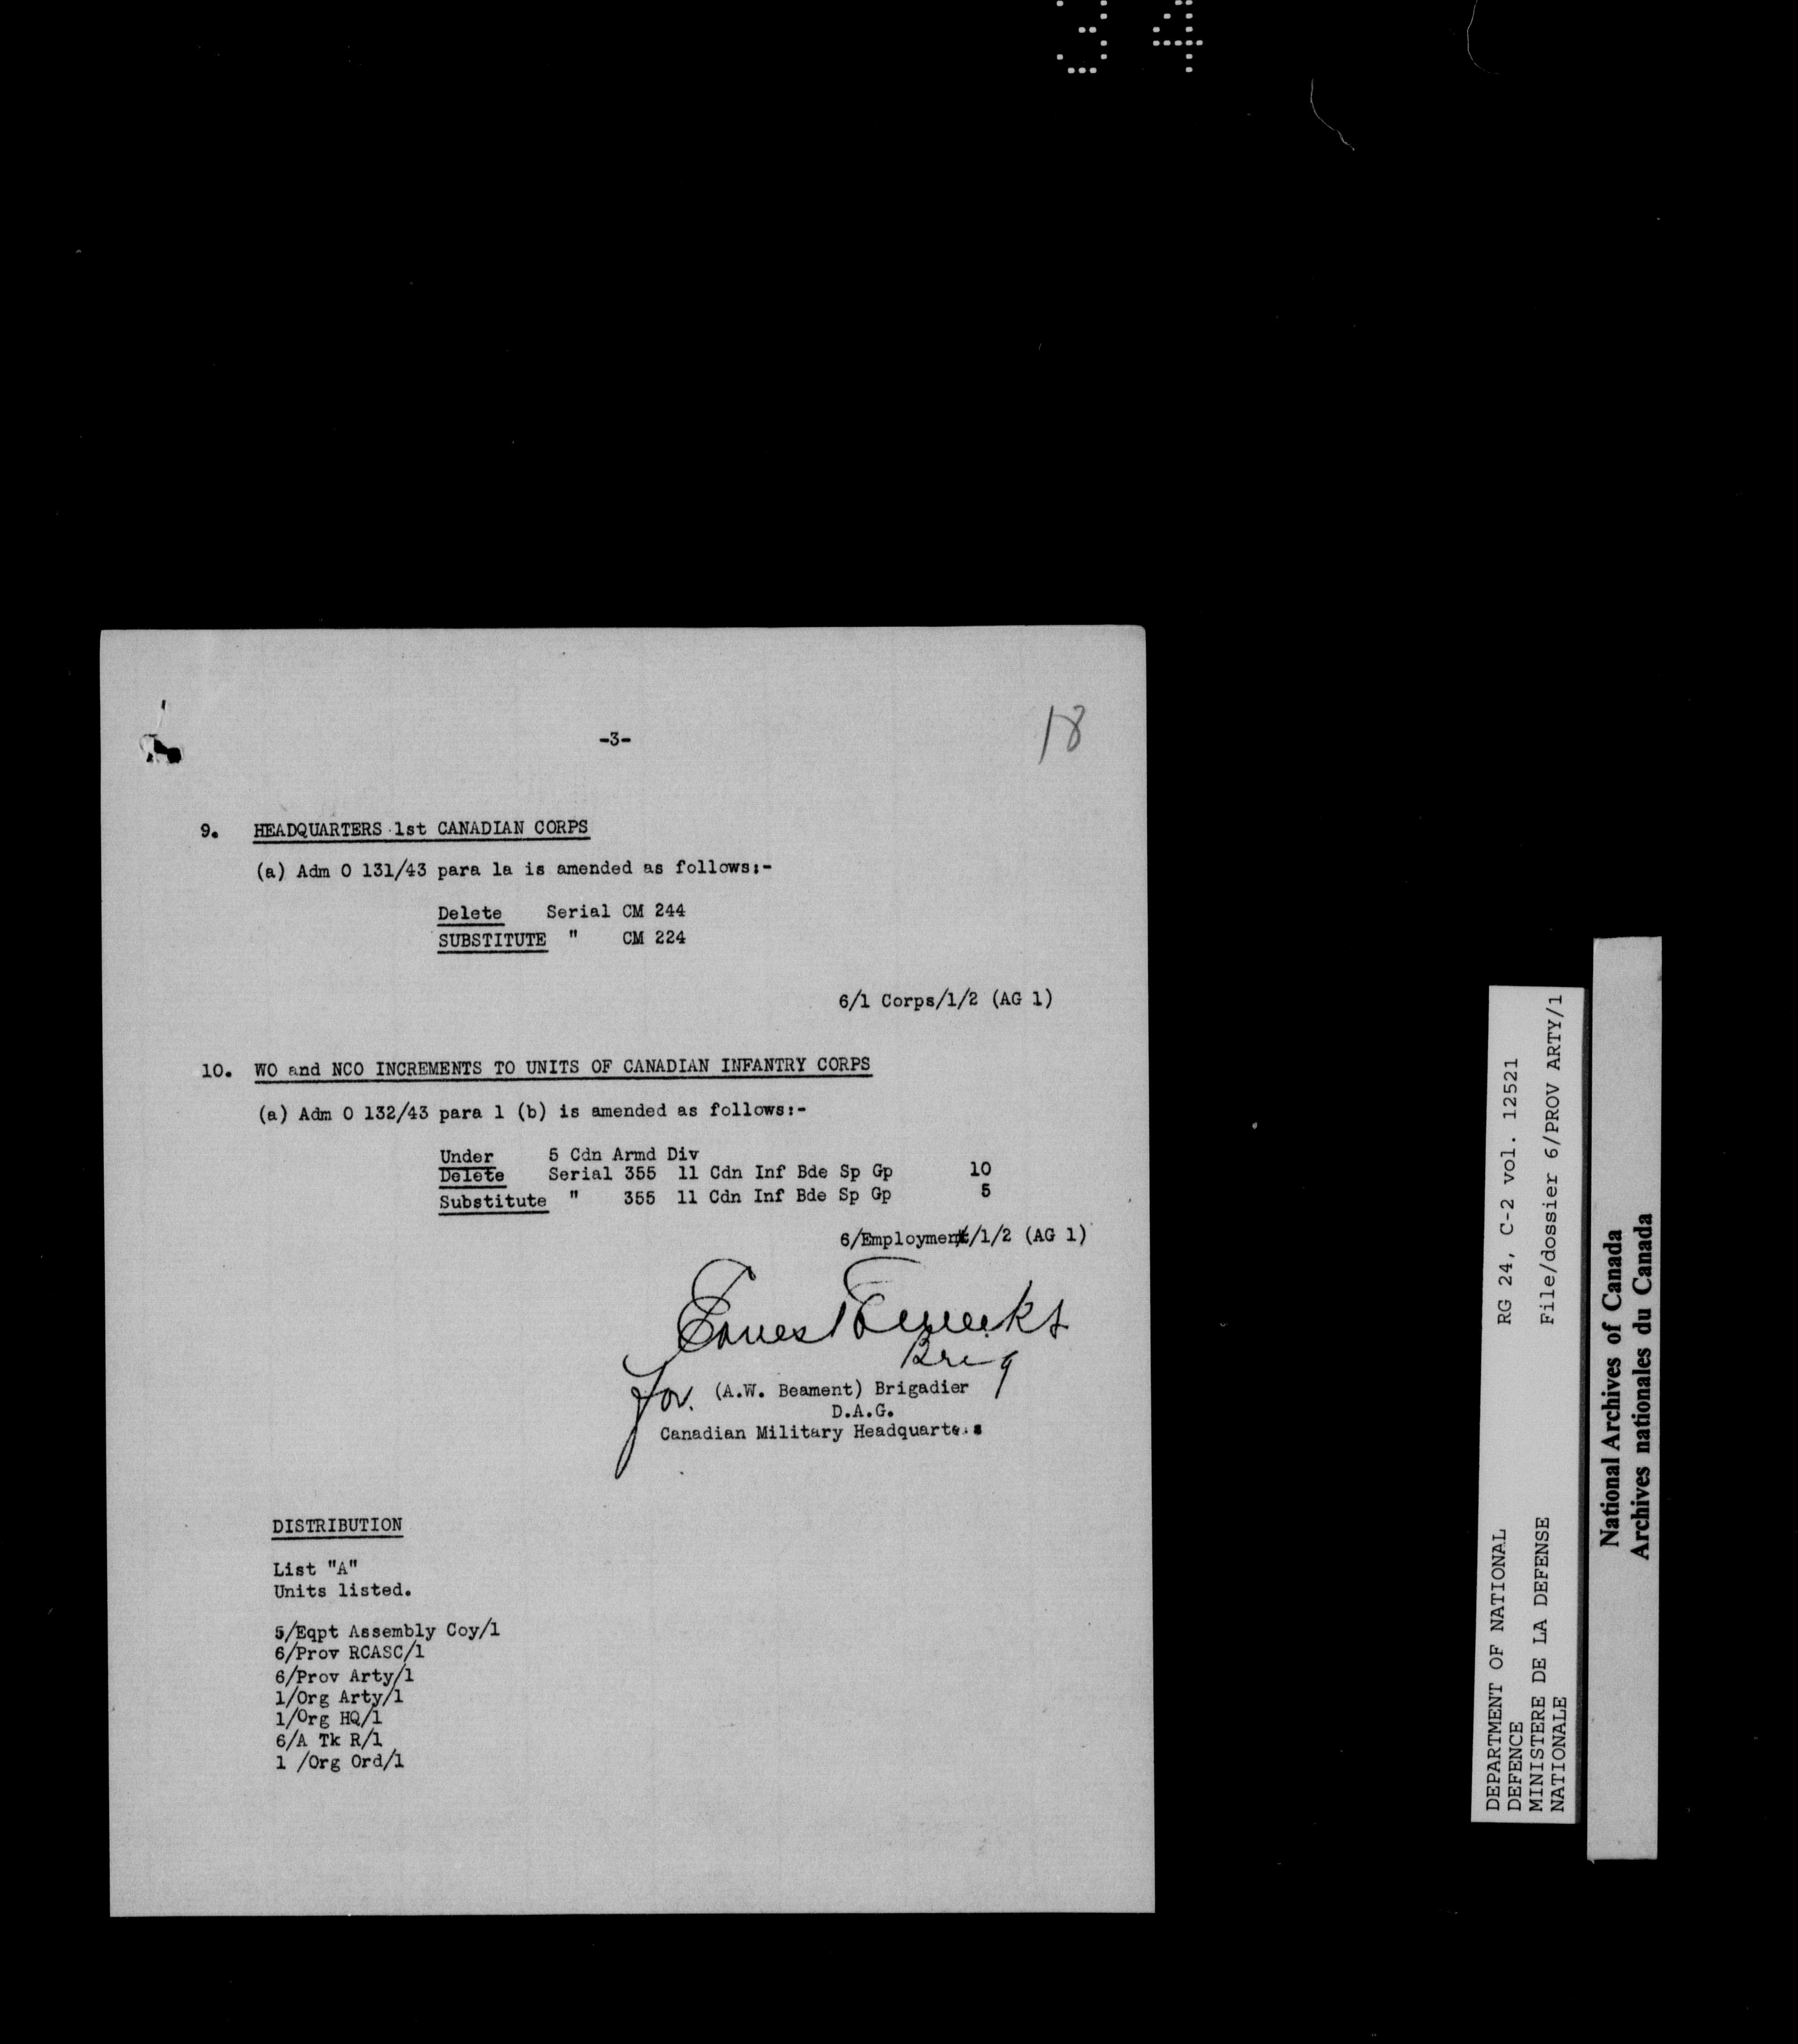 34
-3-
18
9. HEADQUARTERS 1st CANADIAN CORPS
(a) Adm O 131/43 para 1a is amended as follows:-
Delete Serial CM 244
SUBSTITUTE " CM 224
6/1 Corps/1/2 (AG 1)
10. WO and NCO INCREMENTS TO UNITS OF CANADIAN INFANTRY CORPS
(a) Adm O 132/43 para 1 (b) is amended as follows:-
Under 5 Cdn Armd Div
Delete Serial 355 11 Cdn Inf Bde Sp Gp 10
Substitute " 355 11 Cdn Inf Bde Sp Gp 5
6/Employment/1/2 (AG 1)
Ernest Weeks
Brig
for. (A.W. Beament) Brigadier
D.A.G.
Canadian Military Headquarters
DISTRIBUTION
List "A"
Units listed.
5/Eqpt Assembly Coy/1
6/Prov RCASC/1
6/Prov Arty/1
1/Org Arty/1
1/Org HQ/1
6/A Tk R/1
1 /Org Ord/1
DEPARTMENT OF NATIONAL RG 24, C-2 vol. 12521
DEFENCE
MINISTERE DE LA DEFENSE File/dossier 6/PROV ARTY/1
NATIONALE
National Archives of Canada
Archives nationales du Canada